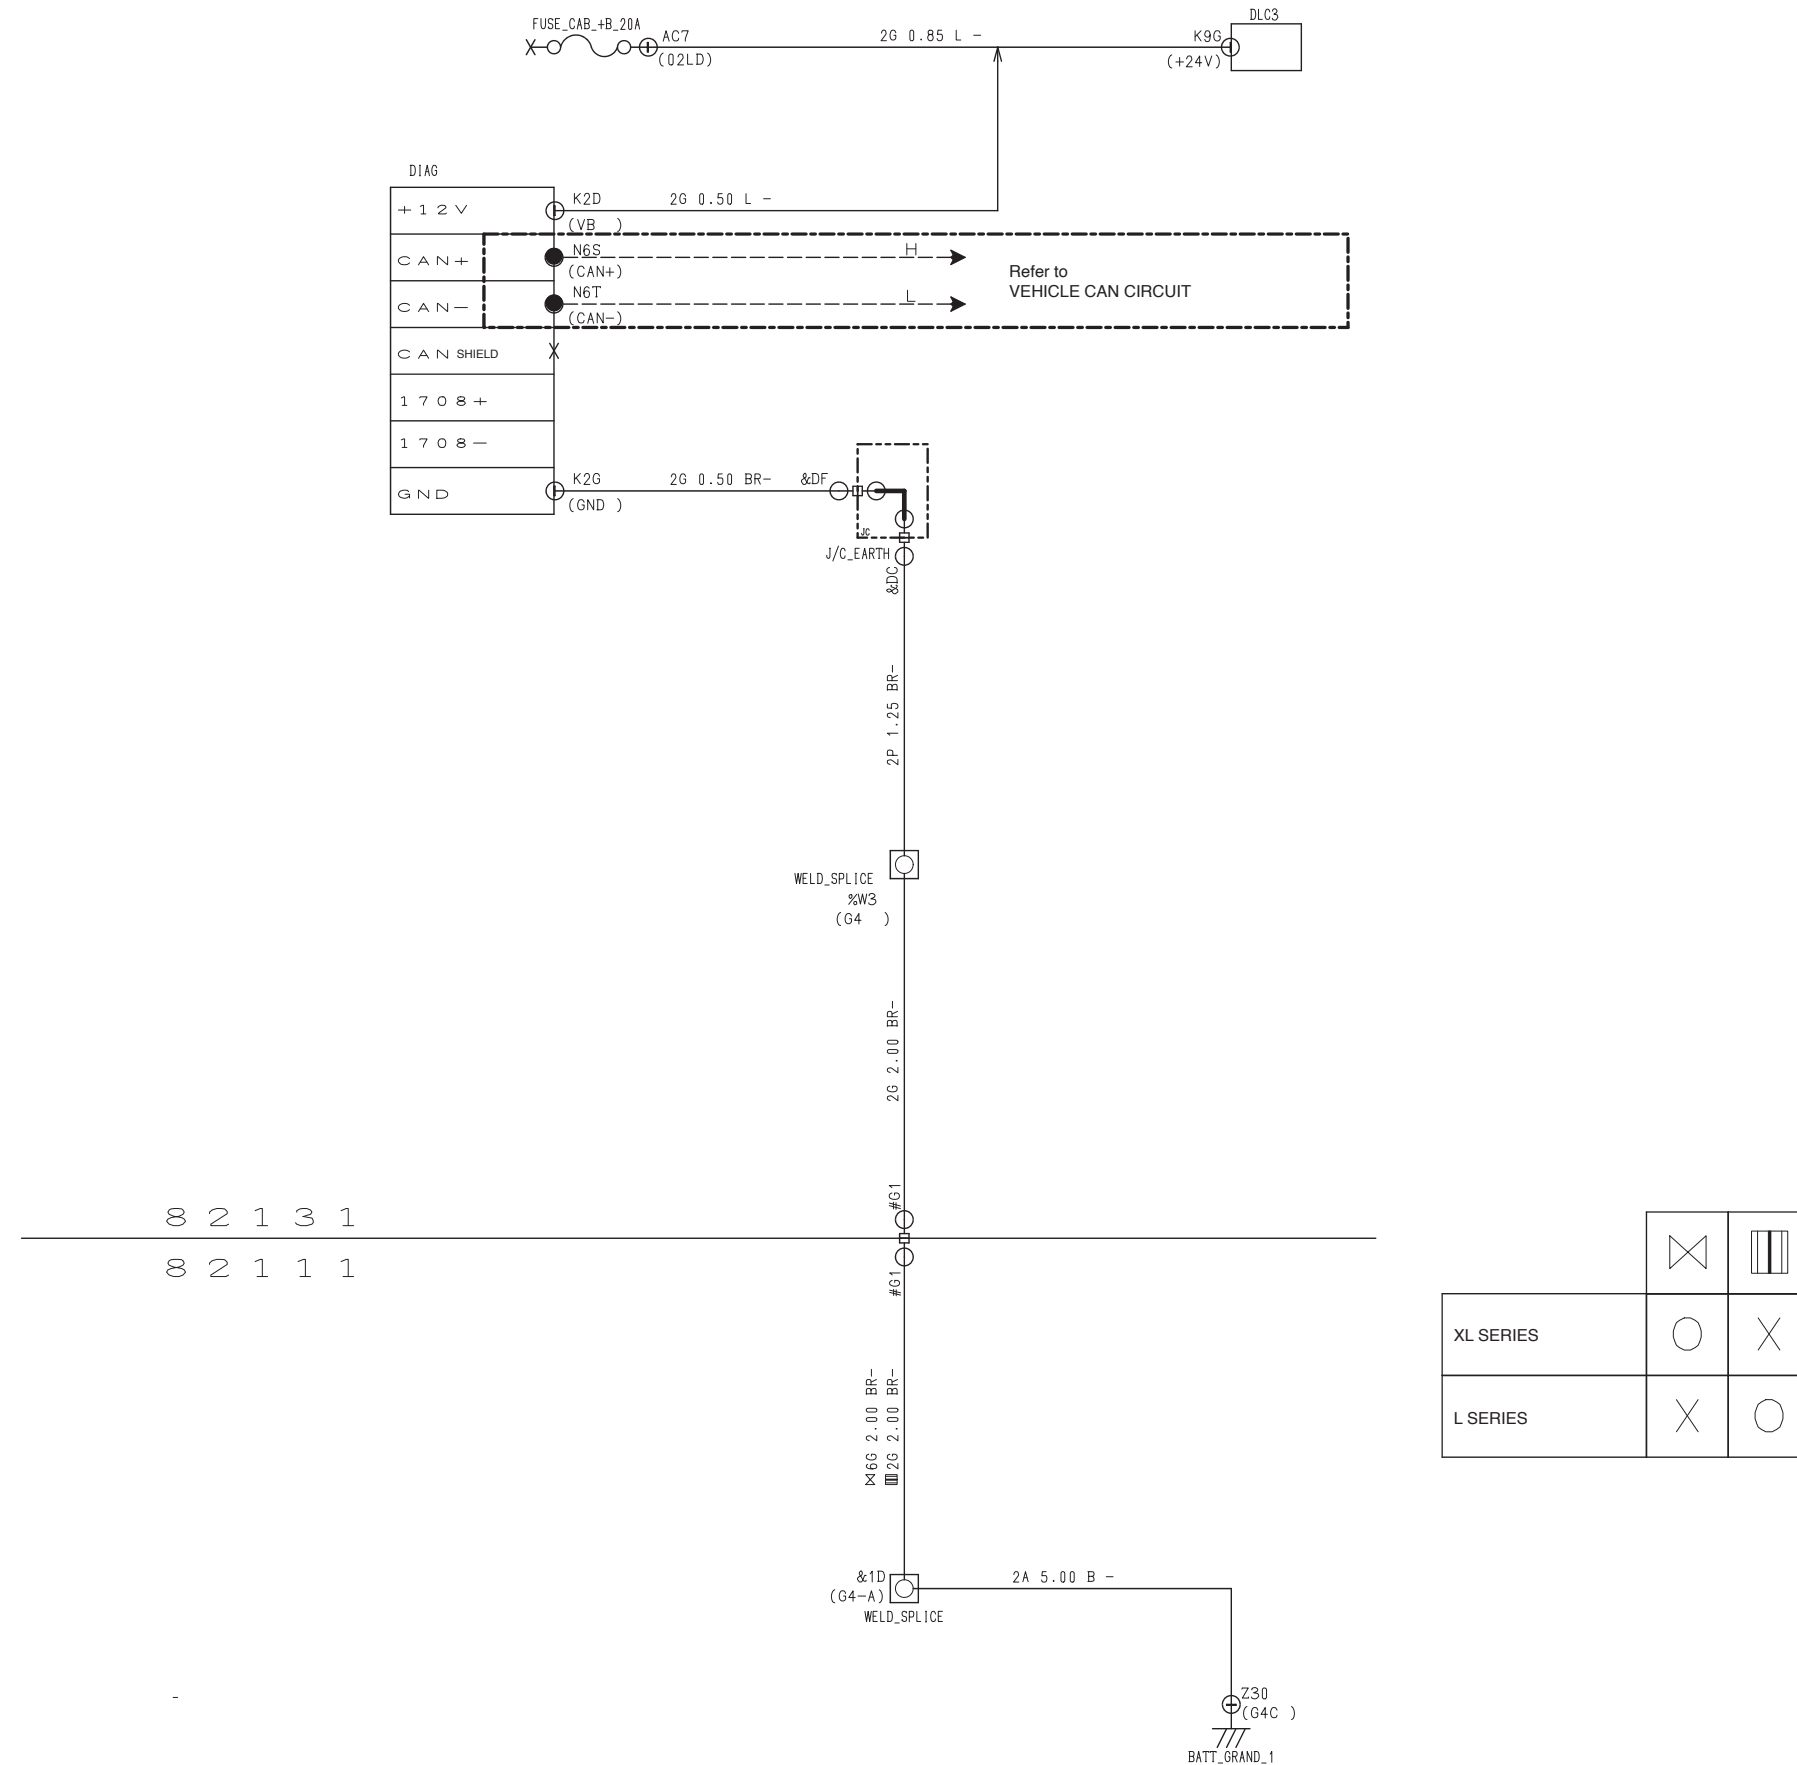 FUSE_CAB_+B_20A
DLC3
AC7
(02LD)
2G 0.85 L -
K9G
(+24V)
DIAG
+12V
K2D
(VB )
2G 0.50 L -
CAN+
N6S
(CAN+)
H
Refer to
VEHICLE CAN CIRCUIT
CAN-
N6T
(CAN-)
L
CAN SHIELD
1708+
1708-
GND
K2G
(GND )
2G 0.50 BR-
&DF
JC
J/C_EARTH
&DC
2P 1.25 BR-
WELD_SPLICE
%W3
(G4 )
2G 2.00 BR-
#G1
82131
82111
#G1
XL SERIES
O X
L SERIES
X O
6G 2.00 BR-
2G 2.00 BR-
&1D
(G4-A)
WELD_SPLICE
2A 5.00 B -
-
Z30
(G4C )
BATT_GRAND_1